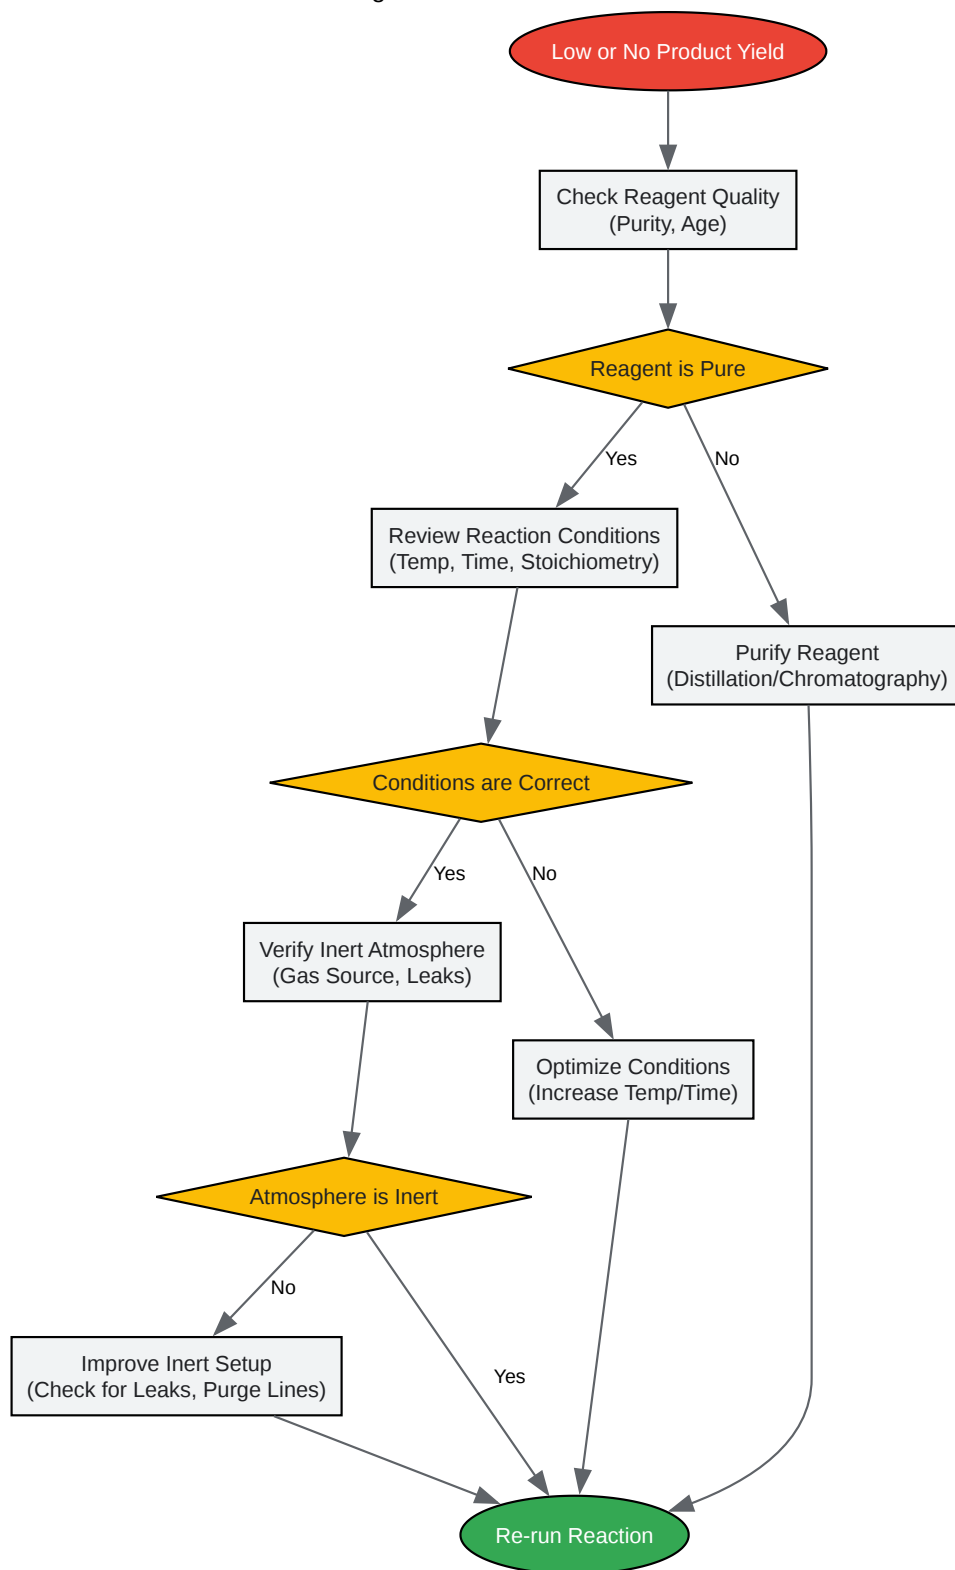 Low or No Product Yield
Check Reagent Quality
(Purity, Age)
Reagent is Pure
Yes
No
Review Reaction Conditions
(Temp, Time, Stoichiometry)
Purify Reagent
(Distillation/Chromatography)
Conditions are Correct
Yes
No
Verify Inert Atmosphere
(Gas Source, Leaks)
Optimize Conditions
(Increase Temp/Time)
Atmosphere is Inert
No
Yes
Improve Inert Setup
(Check for Leaks, Purge Lines)
Re-run Reaction